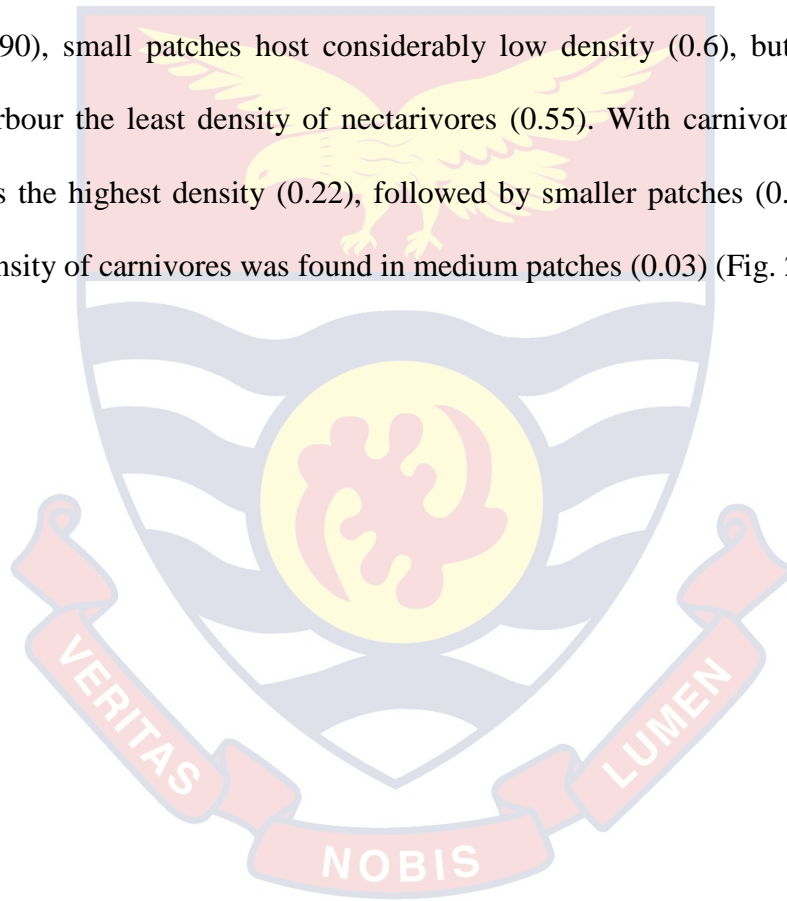 90), small patches host considerably low density (0.6), but
rbour the least density of nectarivores (0.55). With carnivor
s the highest density (0.22), followed by smaller patches (0.
nsity of carnivores was found in medium patches (0.03) (Fig. 2
VERITAS
NOBIS
LUMEN